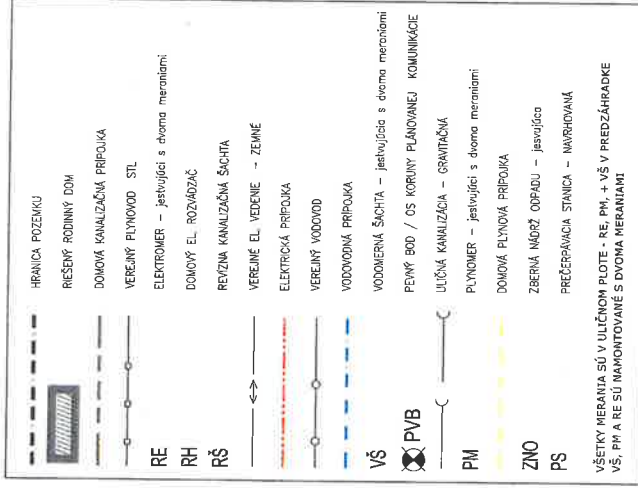 HRANICA POZEMKU
RIEŠENÝ RODINNÝ DOM
DOMOVÁ KANALIZAČNÁ PRÍPOJKA
VEREJNÝ PLYNOVOD STL
RE ELEKTROMER – jestvujúci s dvoma meraniami
RH DOMOVÝ EL. ROZVÁDZAČ
RŠ REVÍZNA KANALIZAČNÁ ŠACHTA
VEREJNÉ EL. VEDENIE → ZEMNÉ
ELEKTRICKÁ PRÍPOJKA
VEREJNÝ VODOVOD
VODOVODNÁ PRÍPOJKA
VŠ VODOMERNÁ ŠACHTA – jestvujúcia s dvoma meraniami
PVB PEVNÝ BOD / OS KORUNY PLÁNOVANEJ KOMUNIKÁCIE
ULIČNÁ KANALIZÁCIA – GRAVITAČNÁ
PM PLYNOMER – jestvujúci s dvoma meraniami
DOMOVÁ PLYNOVÁ PRÍPOJKA
ZNO ZBERNÁ NÁDRŽ ODPADU – jesvujúca
PS PREČERPÁVACIA STANICA – NAVRHOVANÁ
VŠETKY MERANIA SÚ V ULIČNOM PLOTE - RE, PM, + VŠ V PREDZÁHRADKE
VŠ, PM A RE SÚ NAMONTOVANÉ S DVOMA MERANIAMI